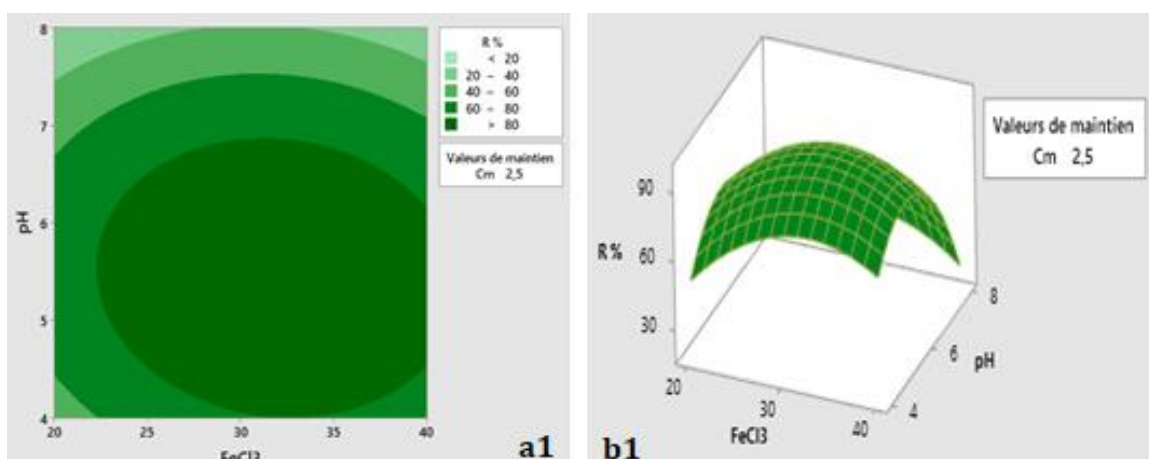 8
7
6
5
4
pH
20 25 30 35 40
FeCl3
R %
< 20
20 – 40
40 – 60
60 – 80
> 80
Valeurs de maintien
Cm 2,5
a1
90
60
30
R %
20
30
40
FeCl3
4
6
8
pH
Valeurs de maintien
Cm 2,5
b1